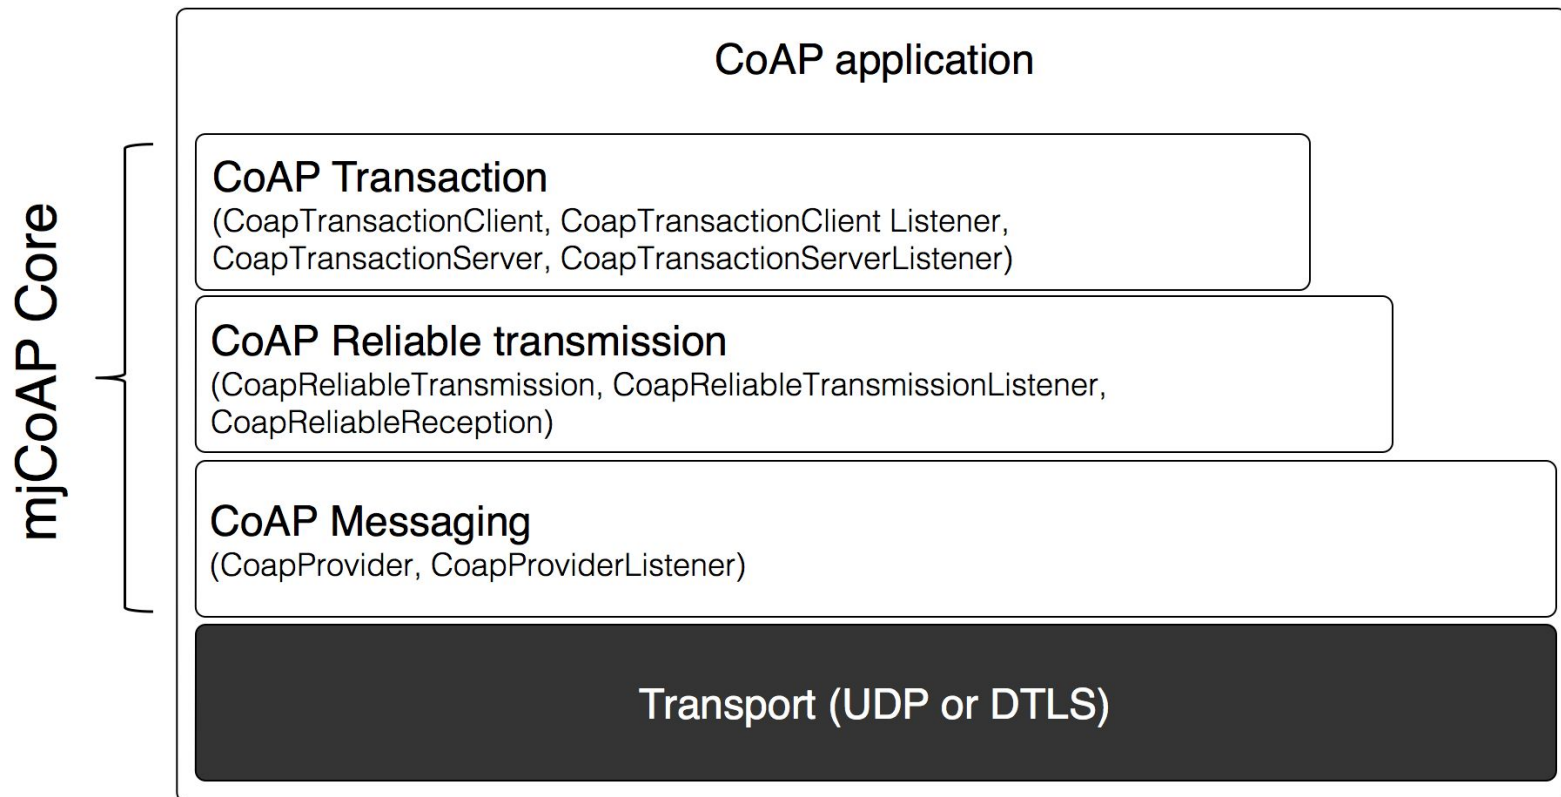 CoAP application
mjCoAP Core
CoAP Transaction
(CoapTransactionClient, CoapTransactionClient Listener,
CoapTransactionServer, CoapTransactionServerListener)
CoAP Reliable transmission
(CoapReliableTransmission, CoapReliableTransmissionListener,
CoapReliableReception)
CoAP Messaging
(CoapProvider, CoapProviderListener)
Transport (UDP or DTLS)